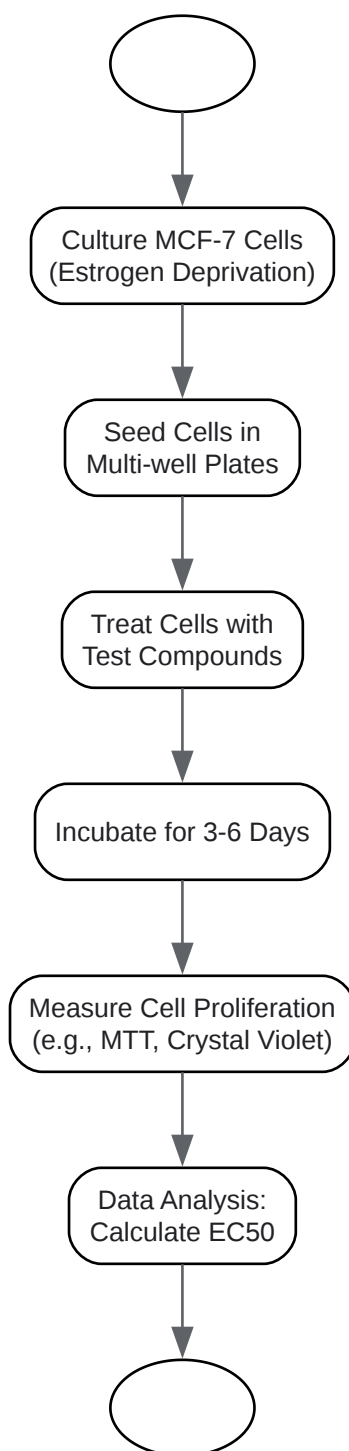 Culture MCF-7 Cells
(Estrogen Deprivation)
Seed Cells in
Multi-well Plates
Treat Cells with
Test Compounds
Incubate for 3-6 Days
Measure Cell Proliferation
(e.g., MTT, Crystal Violet)
Data Analysis:
Calculate EC50